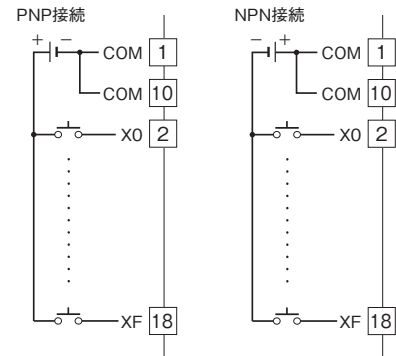 PNP接続
+ −
COM 1
COM 10
X0 2
XF 18
NPN接続
− +
COM 1
COM 10
X0 2
XF 18